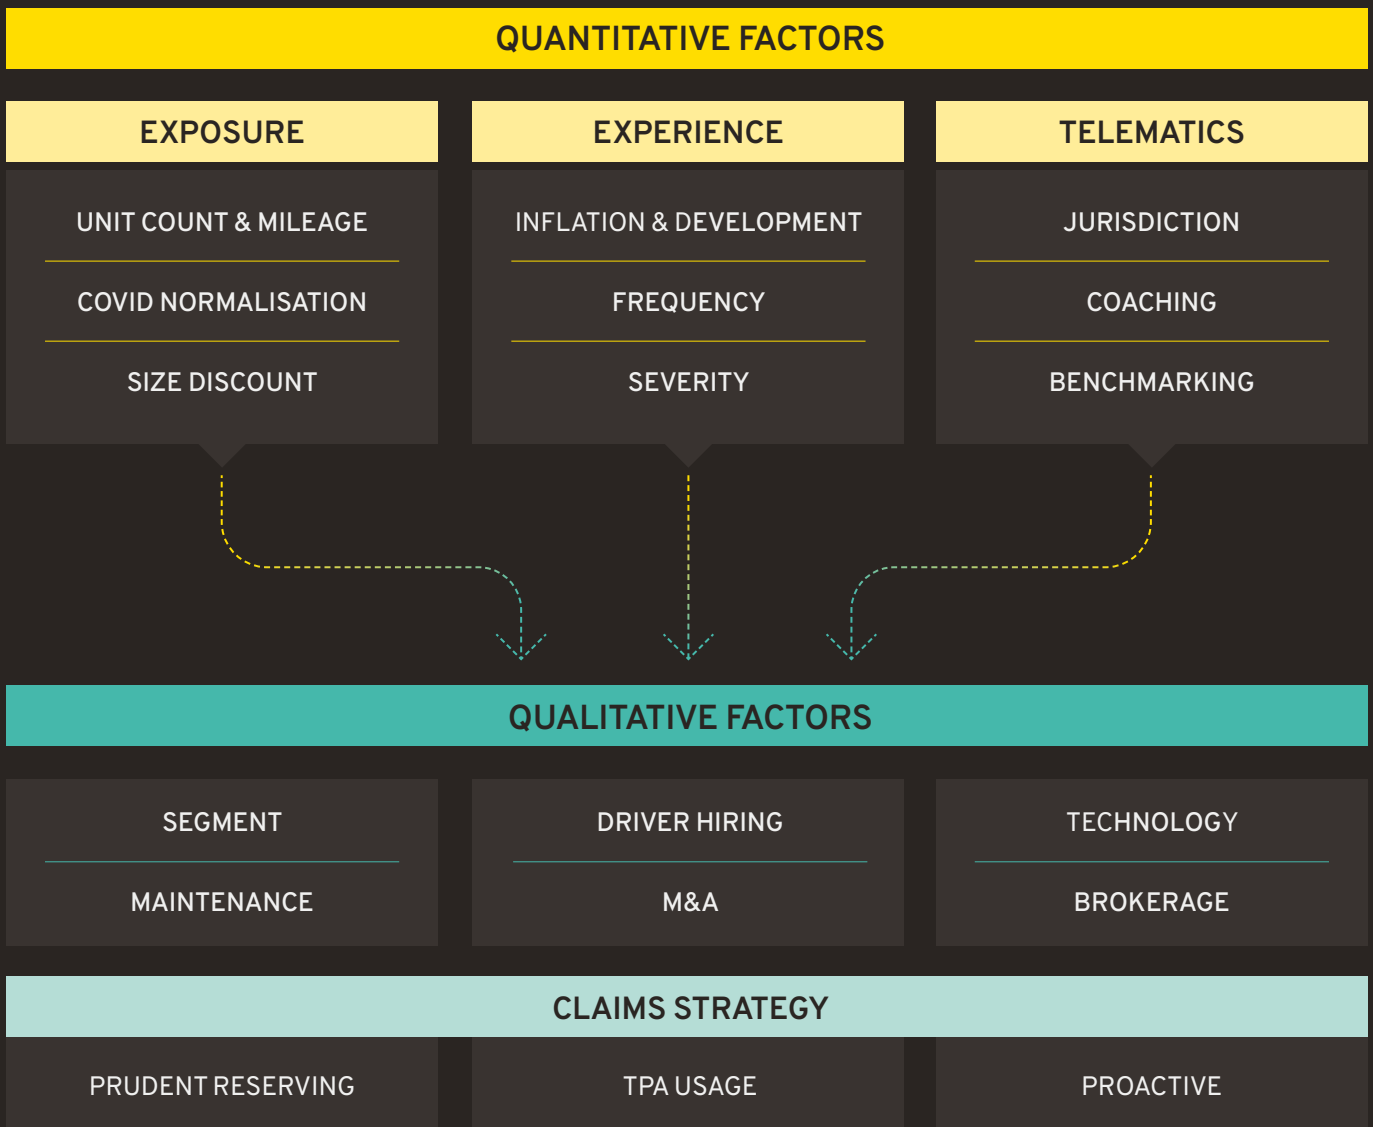 QUANTITATIVE FACTORS
EXPOSURE
UNIT COUNT & MILEAGE
COVID NORMALISATION
SIZE DISCOUNT
EXPERIENCE
INFLATION & DEVELOPMENT
FREQUENCY
SEVERITY
TELEMATICS
JURISDICTION
COACHING
BENCHMARKING
QUALITATIVE FACTORS
SEGMENT
MAINTENANCE
DRIVER HIRING
M&A
TECHNOLOGY
BROKERAGE
CLAIMS STRATEGY
PRUDENT RESERVING
TPA USAGE
PROACTIVE